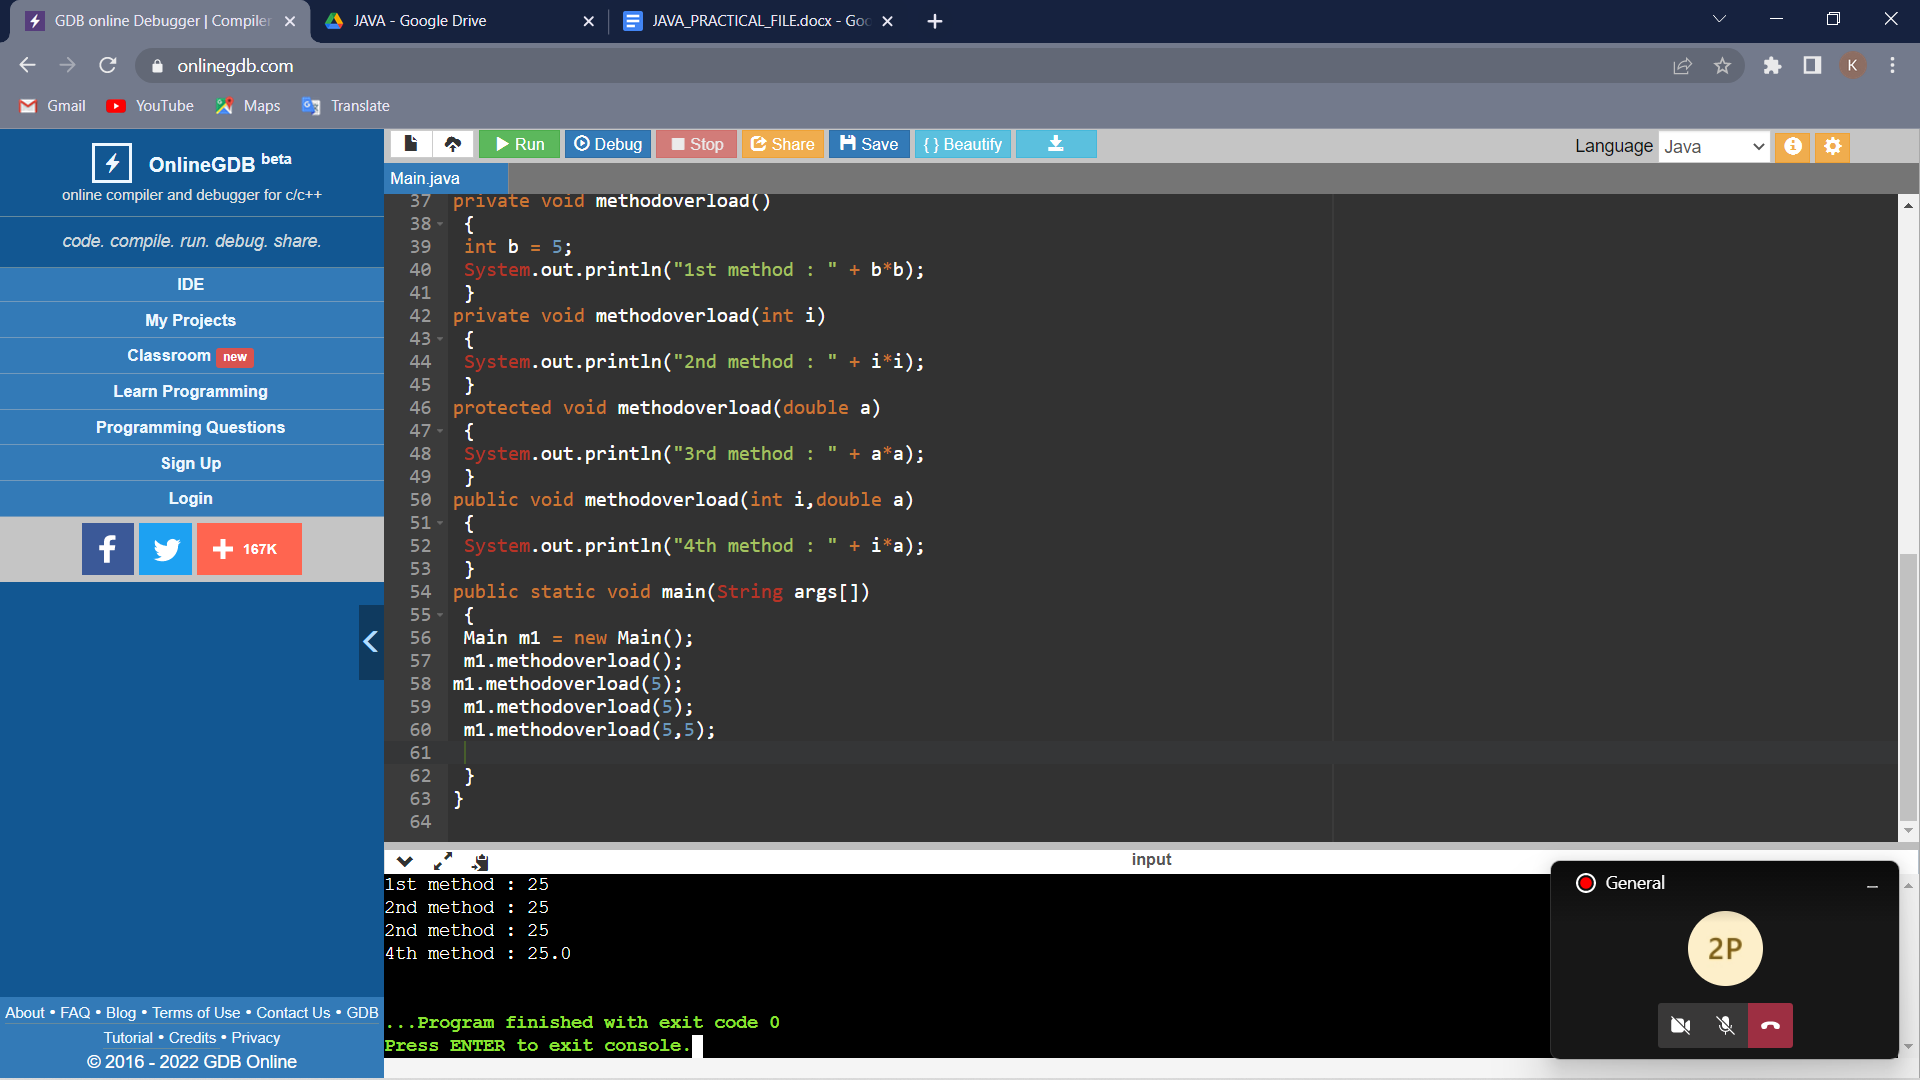 GDB online Debugger | Compiler
JAVA - Google Drive
JAVA_PRACTICAL_FILE.docx - Goo
onlinegdb.com
K
Gmail
YouTube
Maps
Translate
OnlineGDB beta
online compiler and debugger for c/c++
code. compile. run. debug. share.
IDE
My Projects
Classroom new
Learn Programming
Programming Questions
Sign Up
Login
167K
About • FAQ • Blog • Terms of Use • Contact Us • GDB
Tutorial • Credits • Privacy
© 2016 - 2022 GDB Online
Run
Debug
Stop
Share
Save
{ } Beautify
Language Java
Main.java
37 private void methodoverload()
38 {
39 int b = 5;
40 System.out.println("1st method : " + b*b);
41 }
42 private void methodoverload(int i)
43 {
44 System.out.println("2nd method : " + i*i);
45 }
46 protected void methodoverload(double a)
47 {
48 System.out.println("3rd method : " + a*a);
49 }
50 public void methodoverload(int i,double a)
51 {
52 System.out.println("4th method : " + i*a);
53 }
54 public static void main(String args[])
55 {
56 Main m1 = new Main();
57 m1.methodoverload();
58 m1.methodoverload(5);
59 m1.methodoverload(5);
60 m1.methodoverload(5,5);
61
62 }
63 }
64
input
1st method : 25
2nd method : 25
2nd method : 25
4th method : 25.0
...Program finished with exit code 0
Press ENTER to exit console.
General
2P